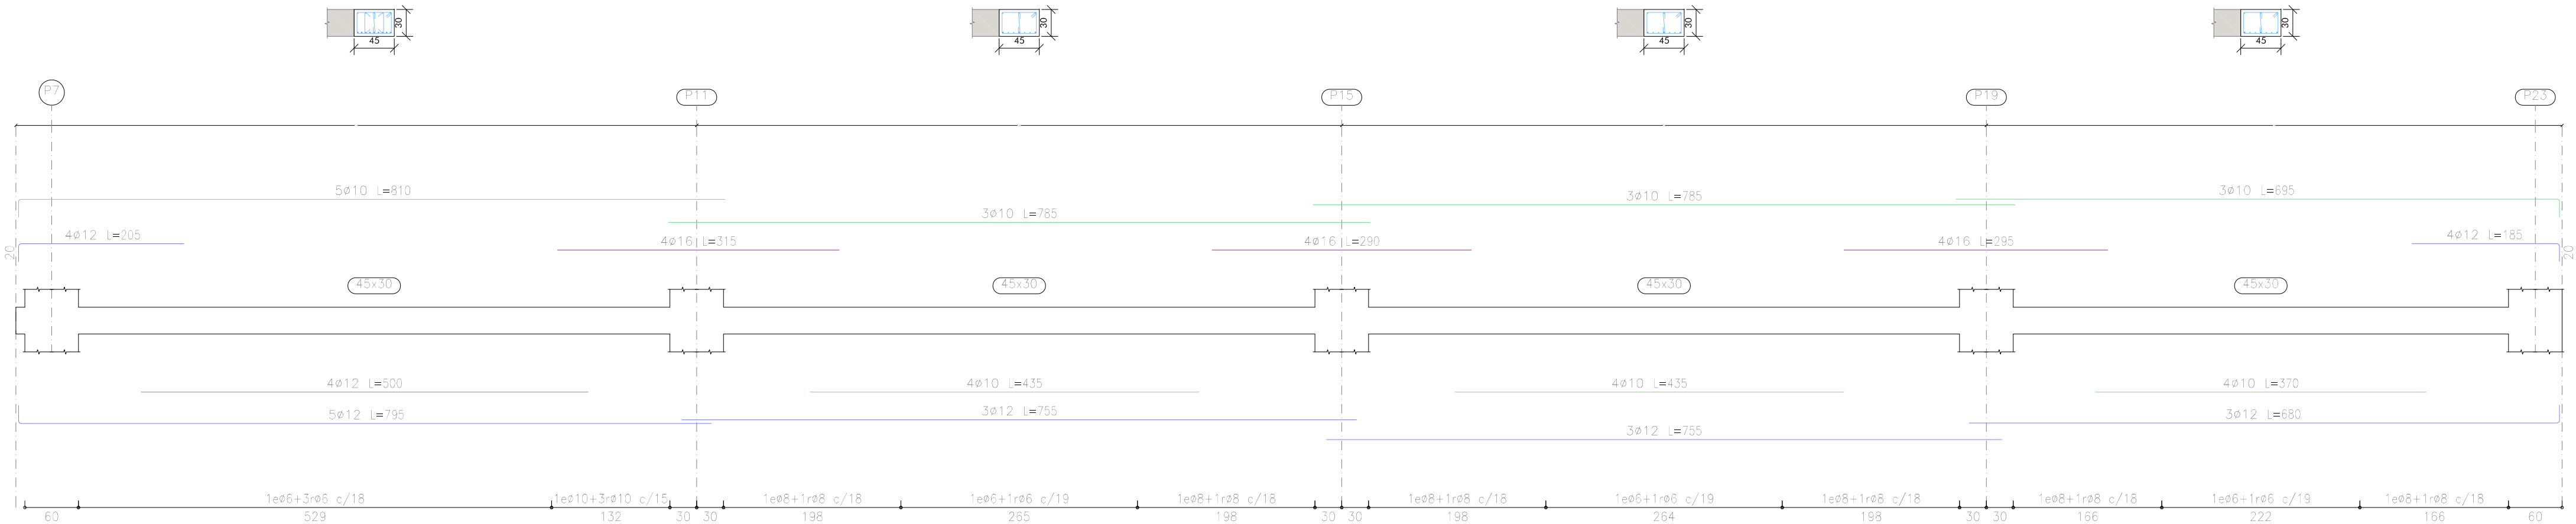 30 30 30 30
45 45 45 45
P7 P11 P15 P19 P23
5ø10 L=810 3ø10 L=785 3ø10 L=695
3ø10 L=785
4ø12 L=205 4ø16 L=315 4ø16 L=290 4ø16 L=295 4ø12 L=185
20 20
45x30 45x30 45x30 45x30
4ø12 L=500 4ø10 L=435 4ø10 L=435 4ø10 L=370
5ø12 L=795 3ø12 L=755 3ø12 L=680
3ø12 L=755
1eø6+3rø6 c/18 1eø10+3rø10 c/15 1eø8+1rø8 c/18 1eø6+1rø6 c/19 1eø8+1rø8 c/18 1eø8+1rø8 c/18 1eø6+1rø6 c/19 1eø8+1rø8 c/18 1eø8+1rø8 c/18 1eø6+1rø6 c/19 1eø8+1rø8 c/18
60 529 132 30 30 198 265 198 30 30 198 264 198 30 30 166 222 166 60